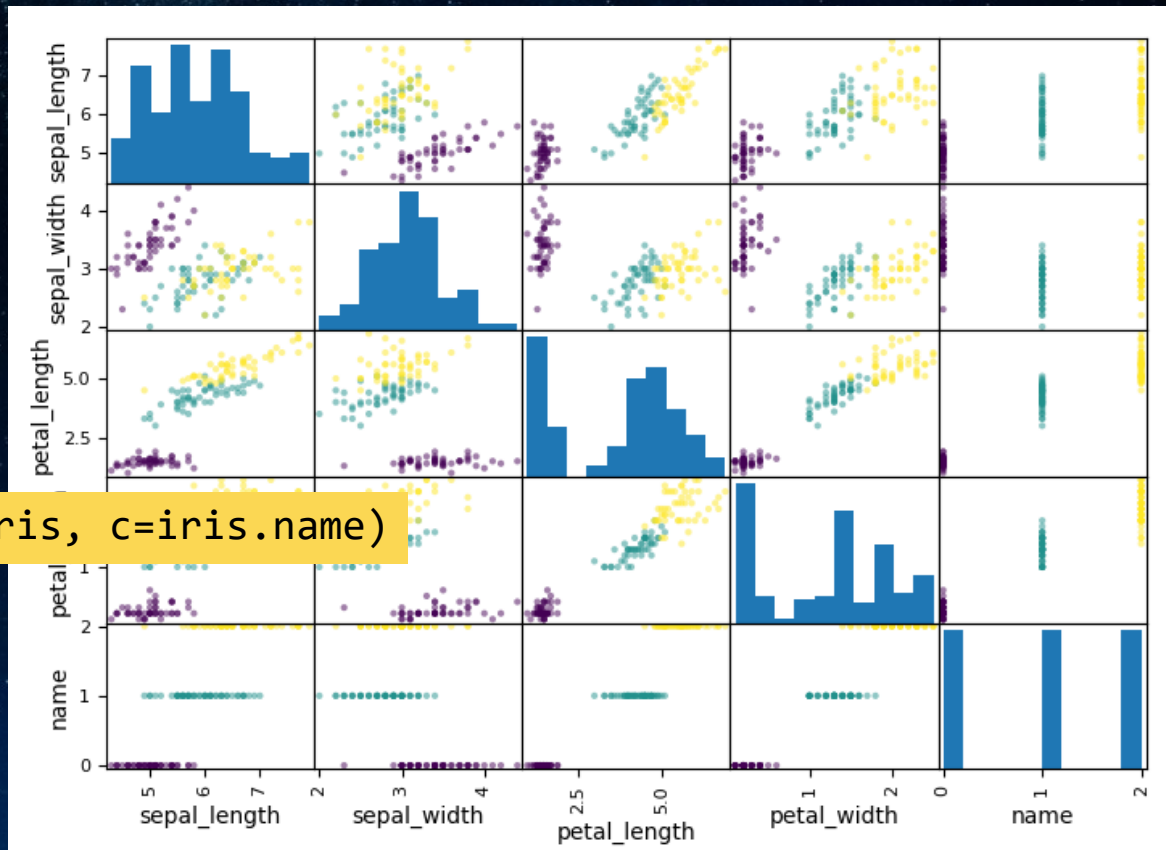 sepal_length
7
6
5
sepal_width
4
3
2
petal_length
5.0
2.5
ris, c=iris.name)
1
name
2
1
0
5 6 7 2 3 4 2.5 5.0 1 2 0 1 2
sepal_length sepal_width petal_length petal_width name